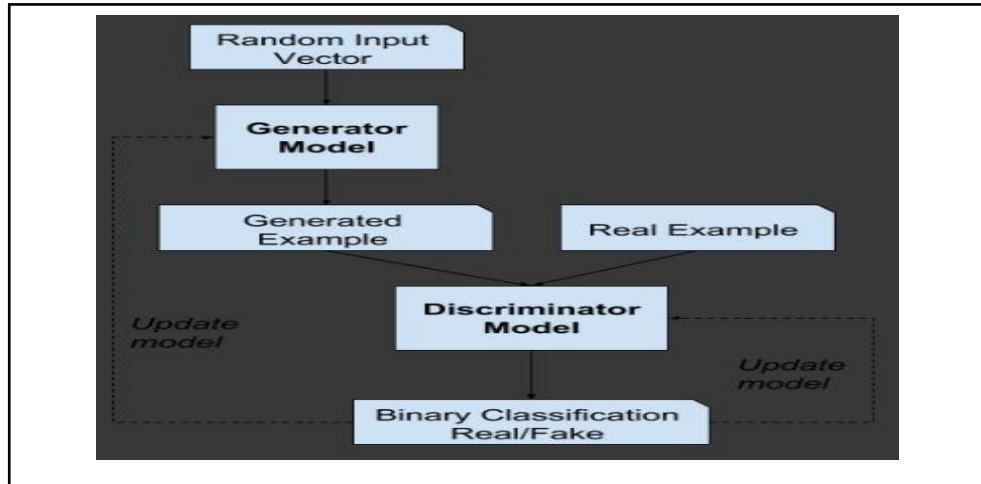 Random Input
Vector
Generator
Model
Generated
Example
Real Example
Discriminator
Model
Update
model
Update
model
Binary Classification
Real/Fake